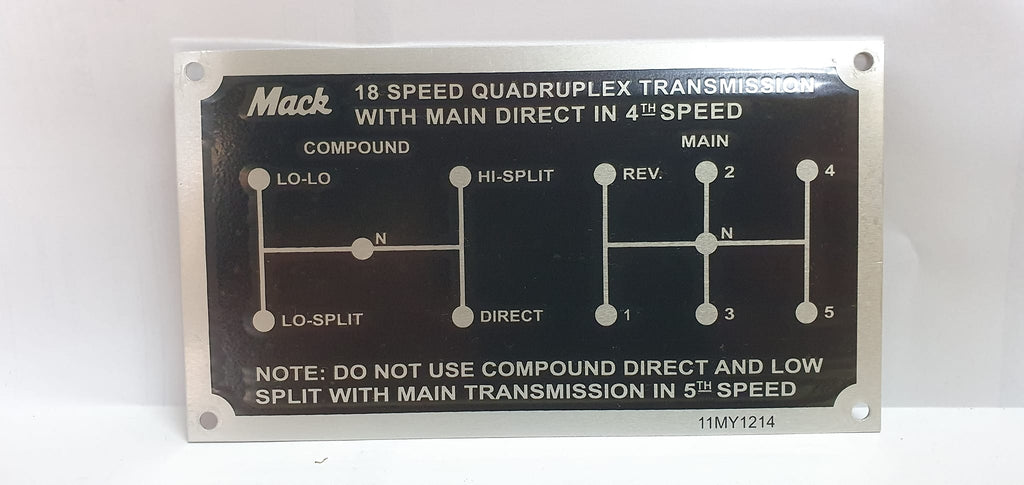 Mack 18 SPEED QUADRUPLEX TRANSMISSION
WITH MAIN DIRECT IN 4TH SPEED
COMPOUND MAIN
LO-LO HI-SPLIT REV. 2 4
N N
LO-SPLIT DIRECT 1 3 5
NOTE: DO NOT USE COMPOUND DIRECT AND LOW
SPLIT WITH MAIN TRANSMISSION IN 5TH SPEED
11MY1214